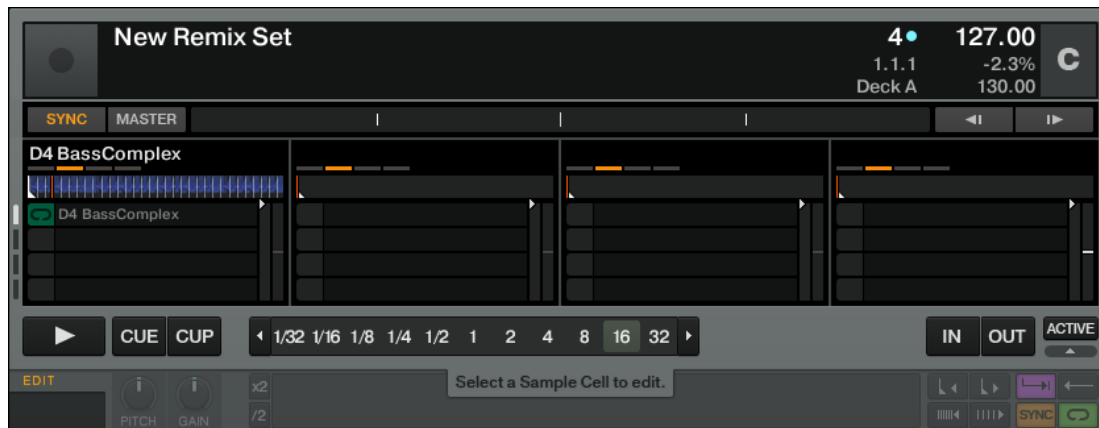 New Remix Set
4 127.00
1.1.1 -2.3%
C
Deck A 130.00
SYNC MASTER
D4 BassComplex
D4 BassComplex
CUE CUP 1/32 1/16 1/8 1/4 1/2 1 2 4 8 16 32 IN OUT ACTIVE
EDIT
Select a Sample Cell to edit.
x2
PITCH GAIN /2 SYNC